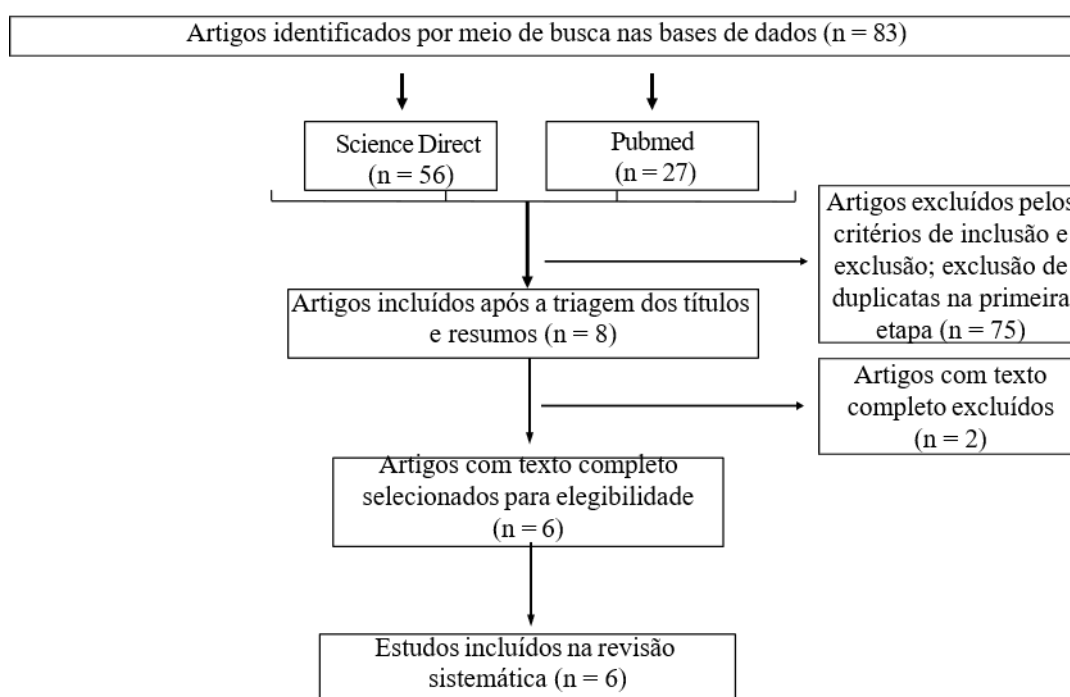 Artigos identificados por meio de busca nas bases de dados (n = 83)
Science Direct
(n = 56)
Pubmed
(n = 27)
Artigos excluídos pelos
critérios de inclusão e
exclusão; exclusão de
duplicatas na primeira
etapa (n = 75)
Artigos incluídos após a triagem dos títulos
e resumos (n = 8)
Artigos com texto
completo excluídos
(n = 2)
Artigos com texto completo
selecionados para elegibilidade
(n = 6)
Estudos incluídos na revisão
sistemática (n = 6)